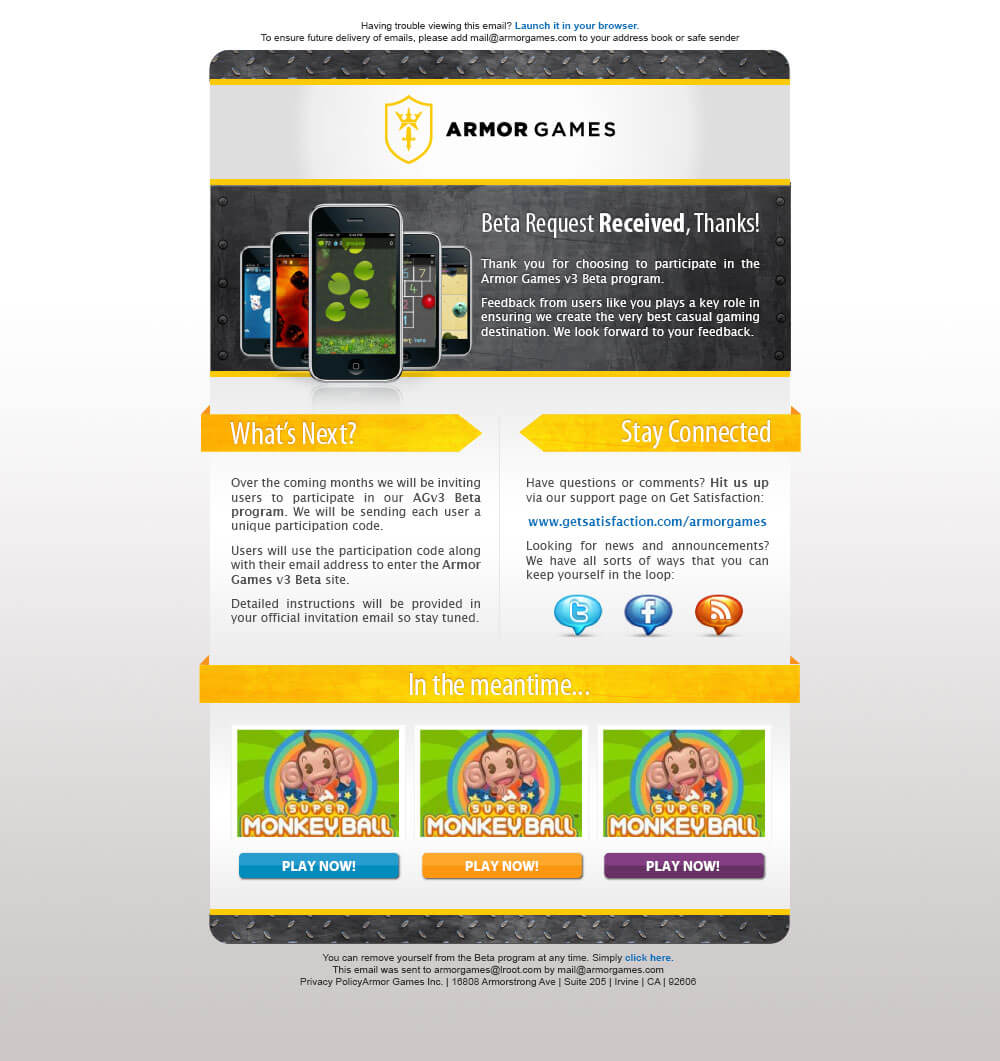 Having trouble viewing this email? Launch it in your browser.
To ensure future delivery of emails, please add mail@armorgames.com to your address book or safe sender
ARMOR GAMES
Beta Request Received, Thanks!
Thank you for choosing to participate in the
Armor Games v3 Beta program.
Feedback from users like you plays a key role in
ensuring we create the very best casual gaming
destination. We look forward to your feedback.
What's Next?
Over the coming months we will be inviting
users to participate in our AGv3 Beta
program. We will be sending each user a
unique participation code.
Users will use the participation code along
with their email address to enter the Armor
Games v3 Beta site.
Detailed instructions will be provided in
your official invitation email so stay tuned.
Stay Connected
Have questions or comments? Hit us up
via our support page on Get Satisfaction:
www.getsatisfaction.com/armorgames
Looking for news and announcements?
We have all sorts of ways that you can
keep yourself in the loop:
In the meantime...
SUPER MONKEY BALL
SUPER MONKEY BALL
SUPER MONKEY BALL
PLAY NOW!
PLAY NOW!
PLAY NOW!
You can remove yourself from the Beta program at any time. Simply click here.
This email was sent to armorgames@lroot.com by mail@armorgames.com
Privacy PolicyArmor Games Inc. | 16808 Armorstrong Ave | Suite 205 | Irvine | CA | 92606